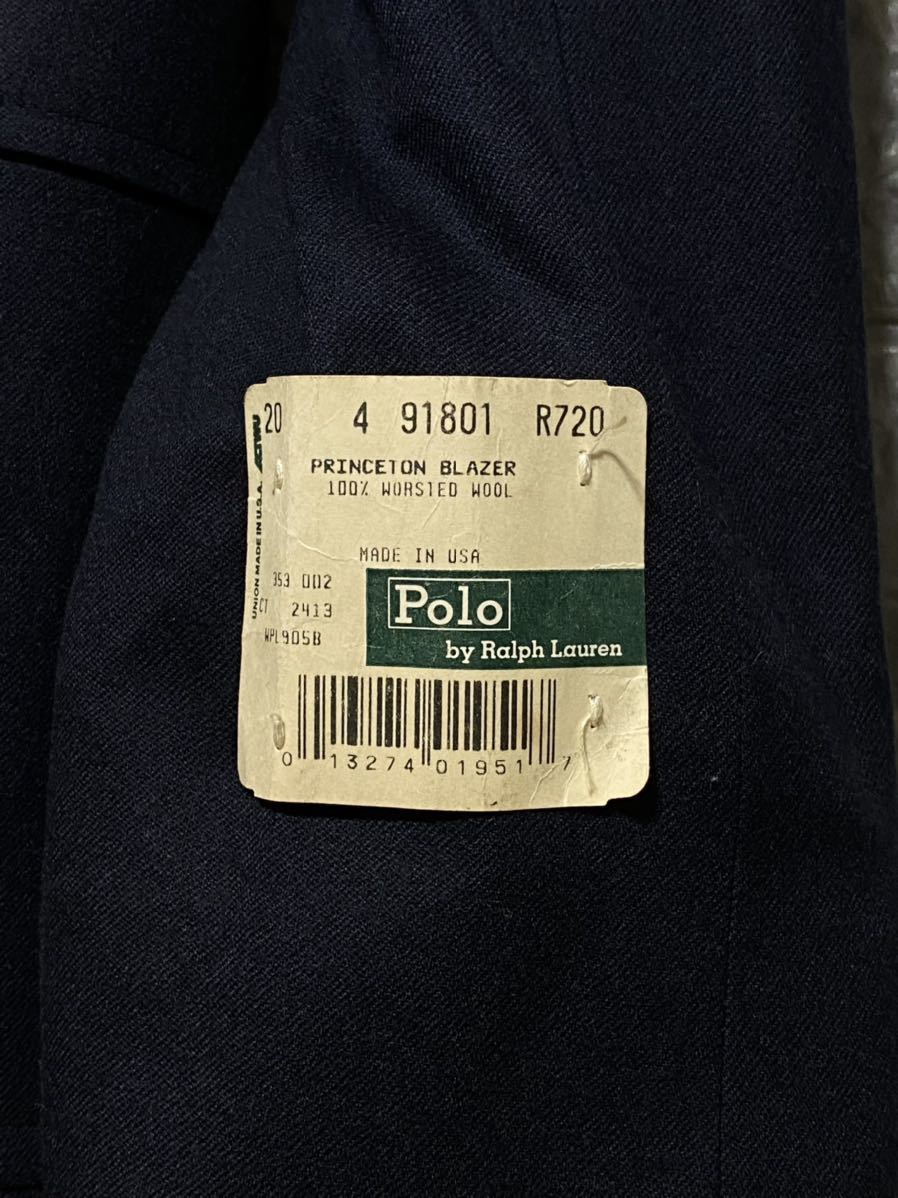 20 4 91801 R720
PRINCETON BLAZER
100% WORSTED WOOL
ACTWU
UNION MADE IN U.S.A.
MADE IN USA
353 002
CT 2413
WPL905B
Polo
by Ralph Lauren
0 13274 01951 7